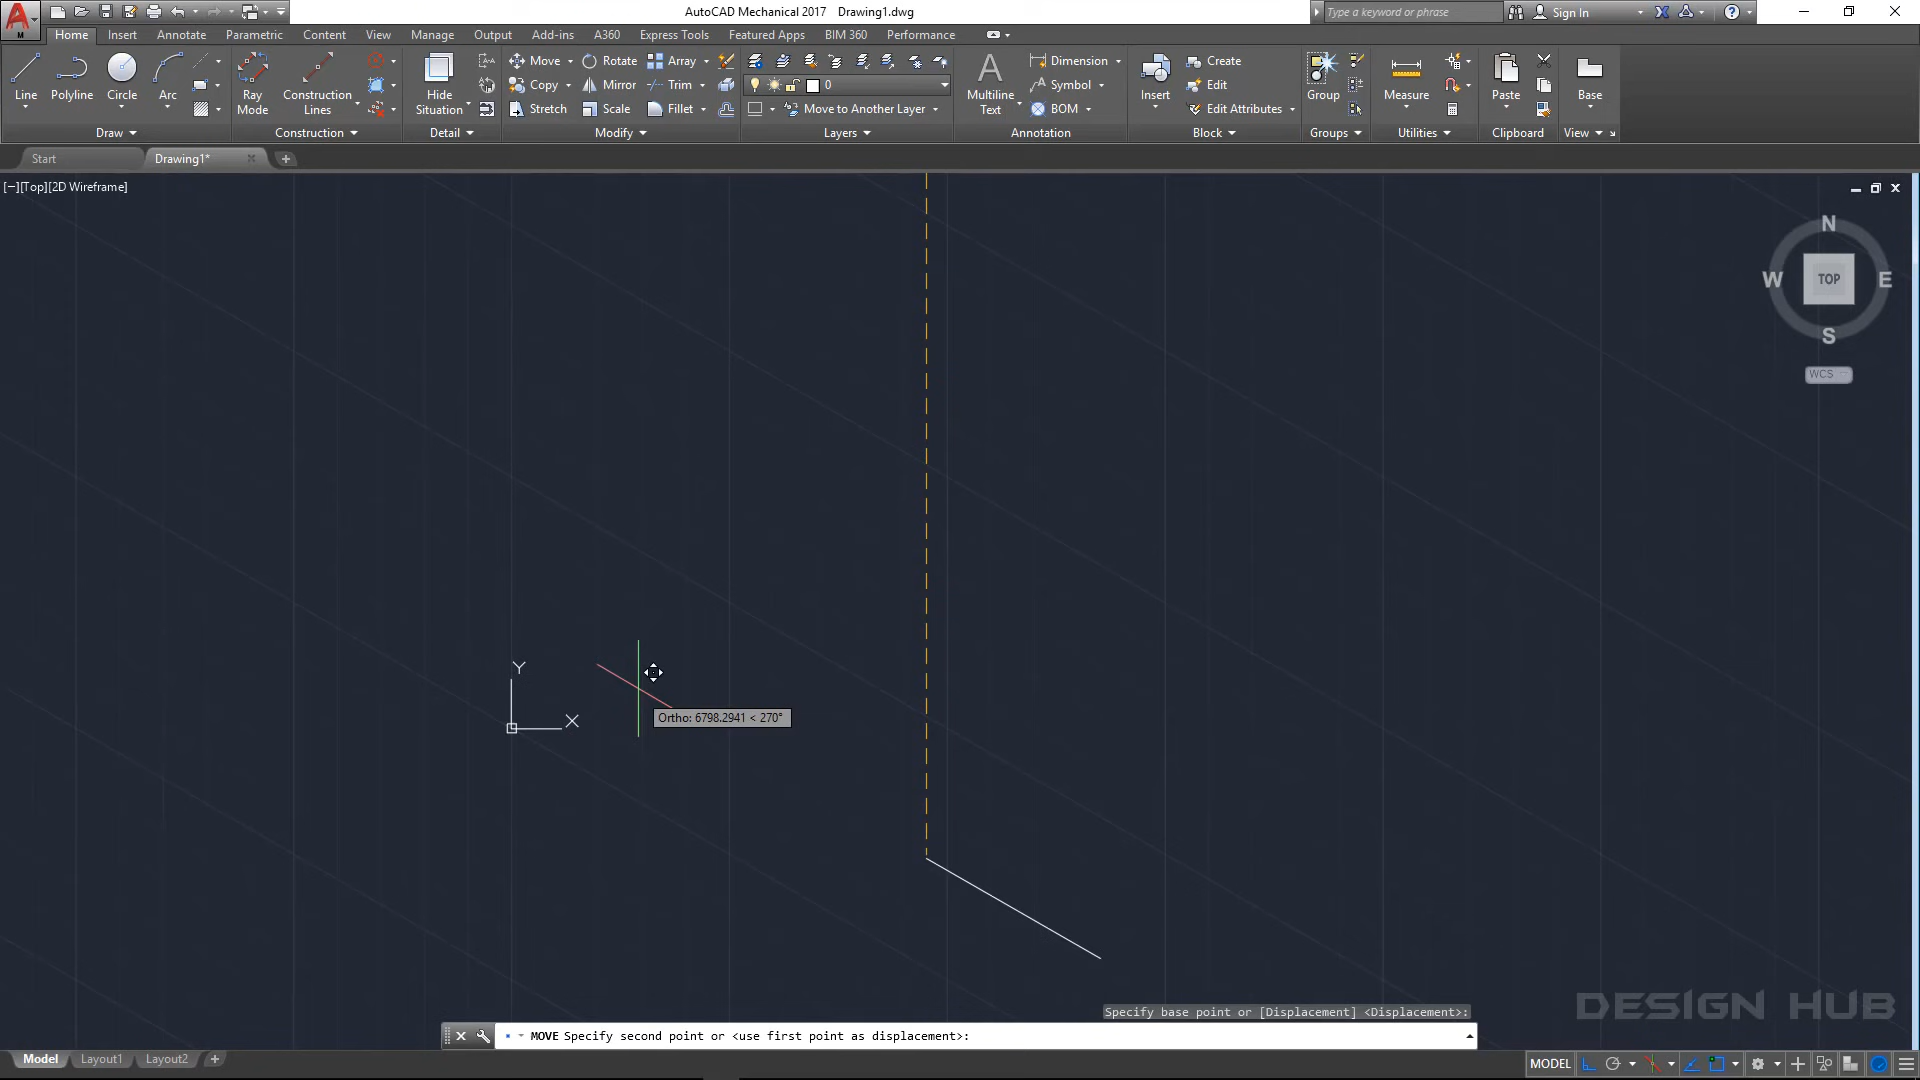 AutoCAD Mechanical 2017 Drawing1.dwg
Type a keyword or phrase
Sign In
Home Insert Annotate Parametric Content View Manage Output Add-ins A360 Express Tools Featured Apps BIM 360 Performance
Line Polyline Circle Arc
Ray Mode
Construction Lines
Hide Situation
Move Rotate Array
Copy Mirror Trim
Stretch Scale Fillet
0
Move to Another Layer
Multiline Text
Dimension
Symbol
BOM
Insert
Create
Edit
Edit Attributes
Group
Measure
Paste
Base
Draw Construction Detail Modify Layers Annotation Block Groups Utilities Clipboard View
Start Drawing1*
[−][Top][2D Wireframe]
N
W TOP E
S
WCS
Y
X
Ortho: 6798.2941 < 270°
DESIGN HUB
Specify base point or [Displacement] <Displacement>:
MOVE Specify second point or <use first point as displacement>:
Model Layout1 Layout2
MODEL